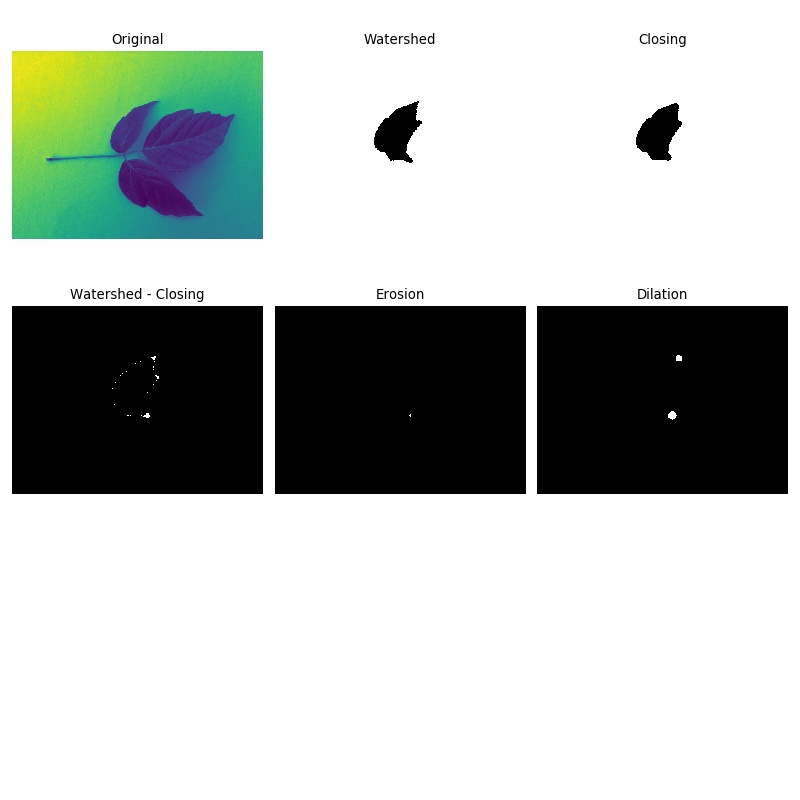 Original
Watershed
Closing
Watershed - Closing
Erosion
Dilation